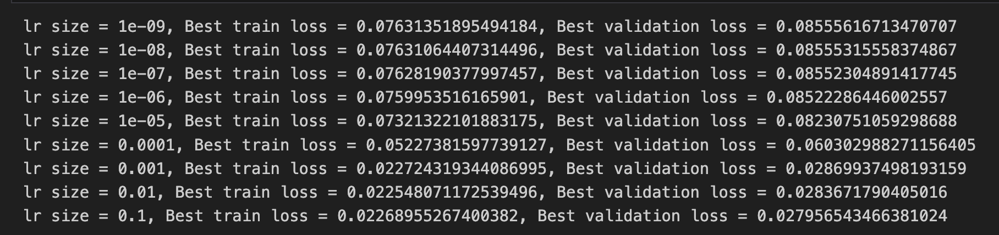 lr size = 1e-09, Best train loss = 0.07631351895494184, Best validation loss = 0.08555616713470707
lr size = 1e-08, Best train loss = 0.07631064407314496, Best validation loss = 0.08555315558374867
lr size = 1e-07, Best train loss = 0.07628190377997457, Best validation loss = 0.08552304891417745
lr size = 1e-06, Best train loss = 0.0759953516165901, Best validation loss = 0.08522286446002557
lr size = 1e-05, Best train loss = 0.07321322101883175, Best validation loss = 0.08230751059298688
lr size = 0.0001, Best train loss = 0.05227381597739127, Best validation loss = 0.060302988271156405
lr size = 0.001, Best train loss = 0.022724319344086995, Best validation loss = 0.02869937498193159
lr size = 0.01, Best train loss = 0.022548071172539496, Best validation loss = 0.0283671790405016
lr size = 0.1, Best train loss = 0.02268955267400382, Best validation loss = 0.027956543466381024